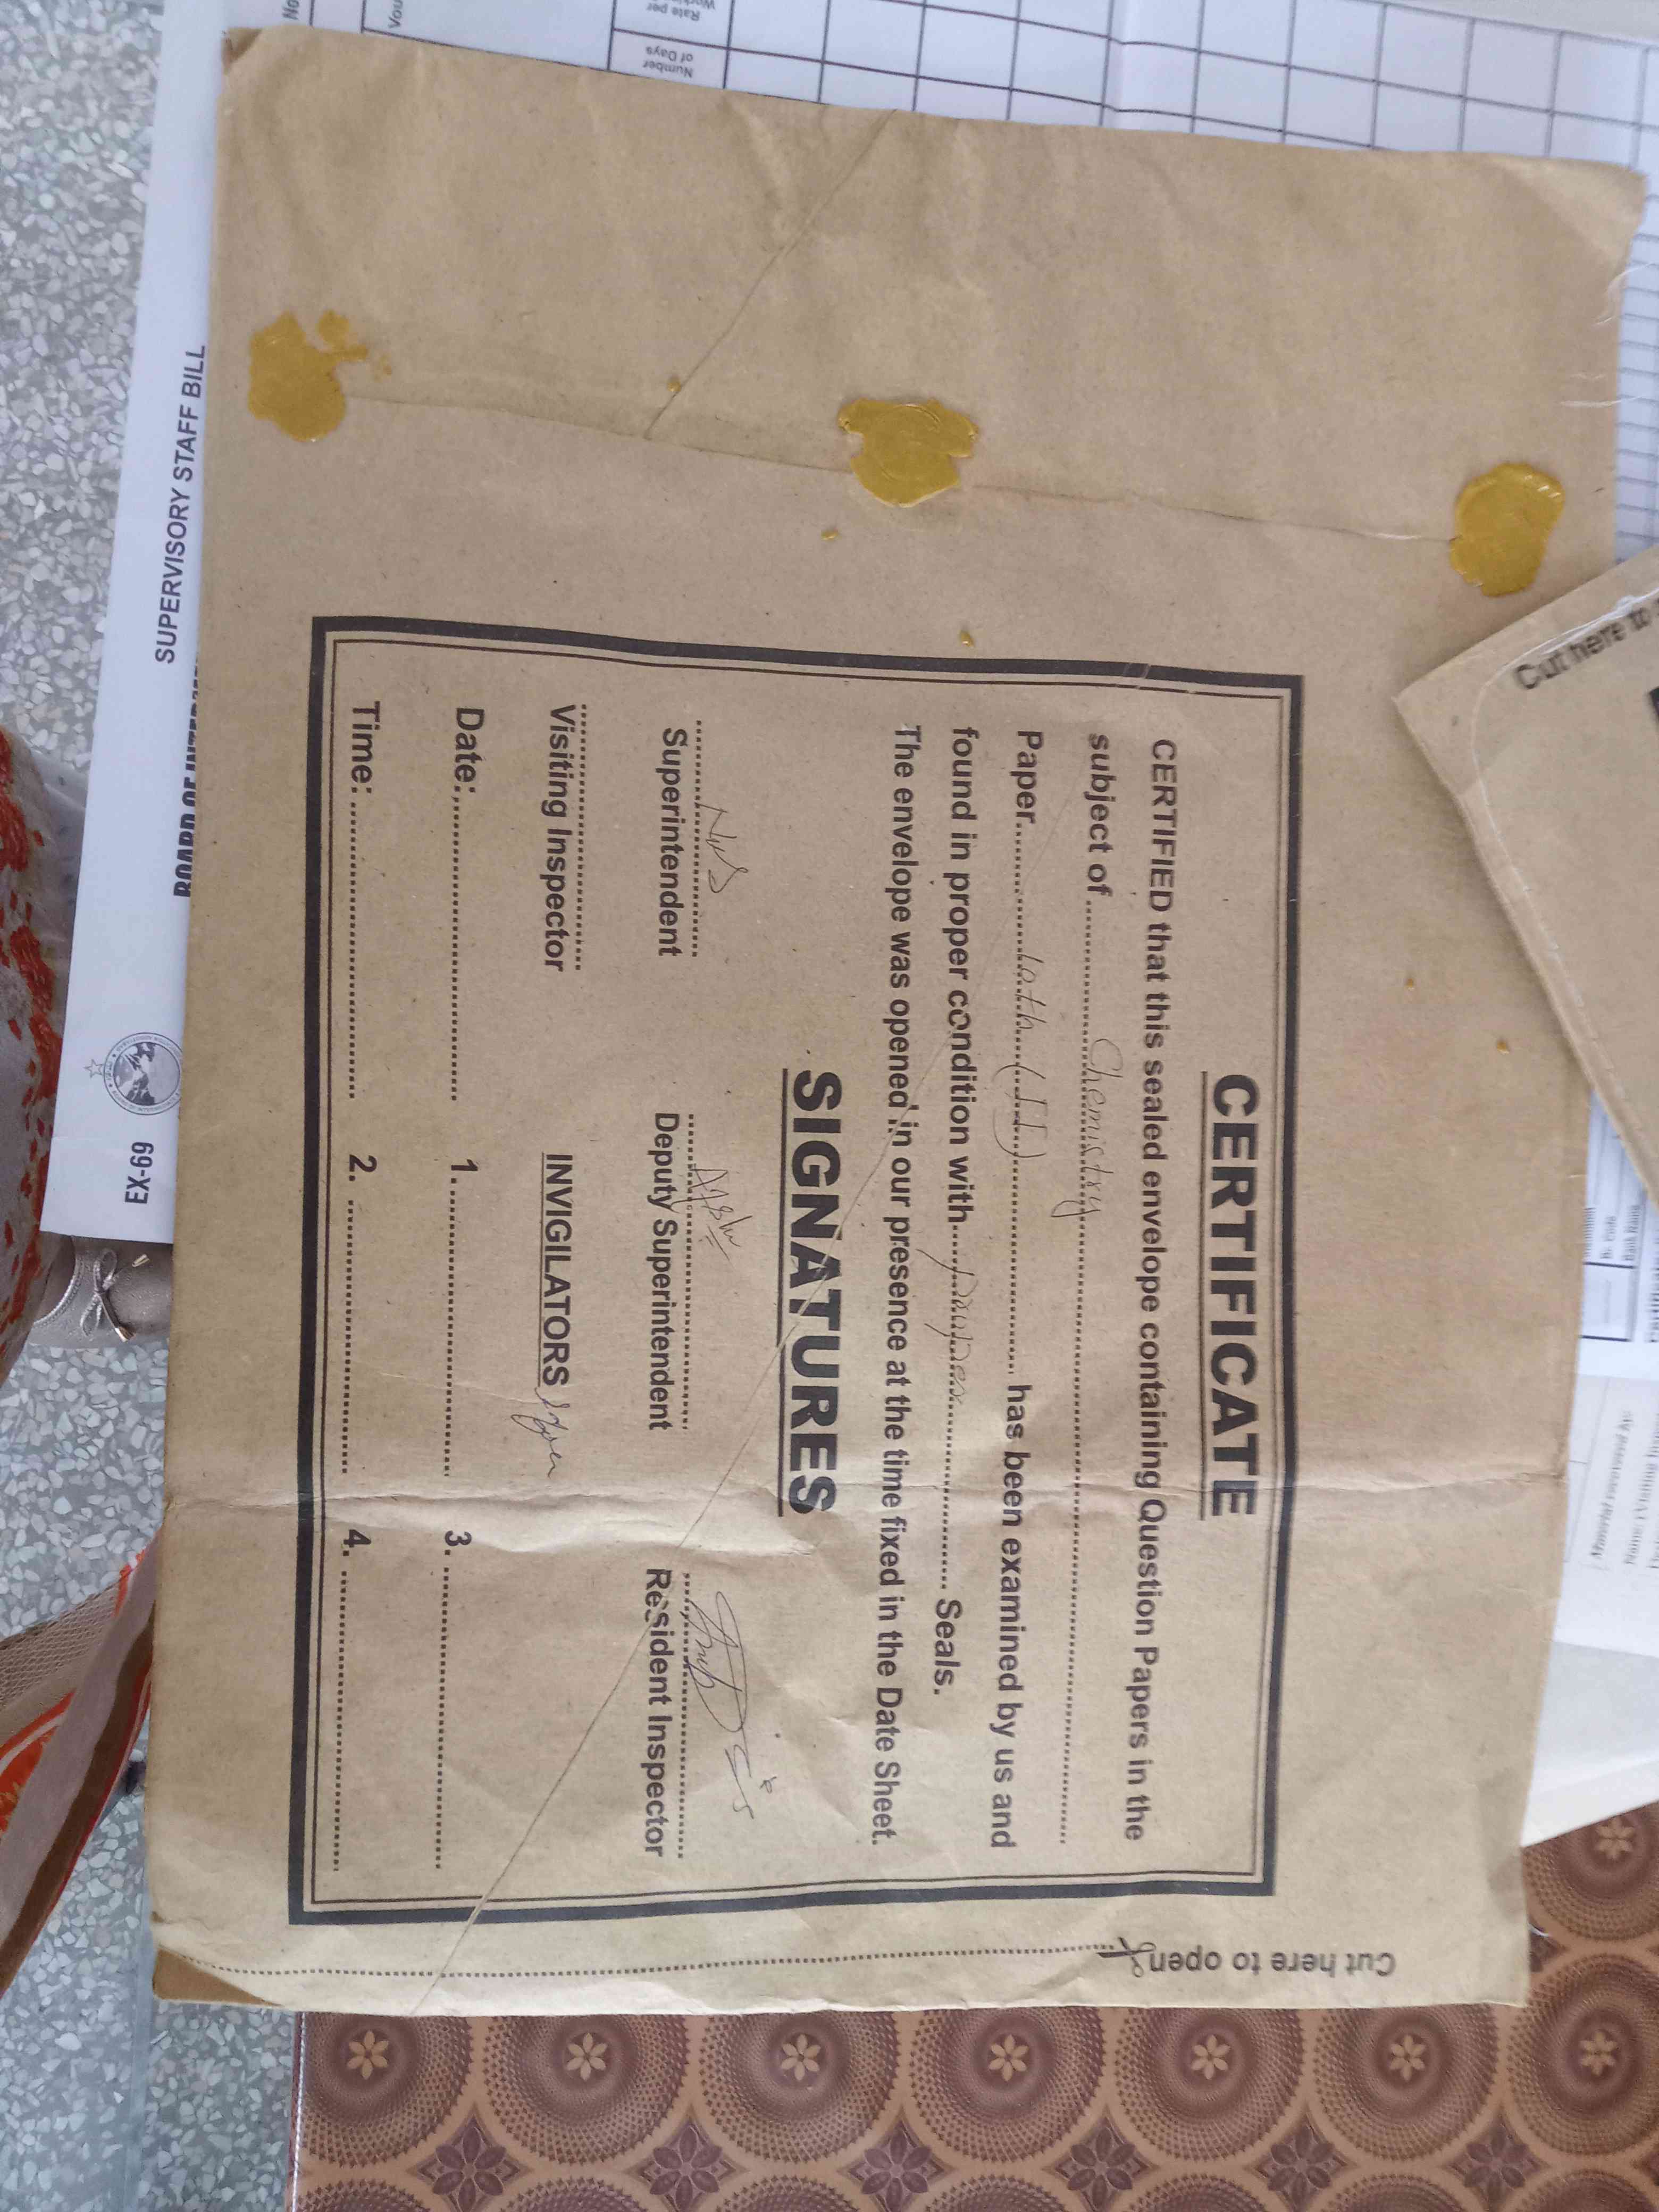 CERTIFICATE
CERTIFIED that this sealed envelope containing Question Papers in the
subject of Chemistry
Paper 10th (II) has been examined by us and
found in proper condition with proper Seals.
The envelope was opened in our presence at the time fixed in the Date Sheet.
SIGNATURES
Superintendent Deputy Superintendent Resident Inspector
Visiting Inspector INVIGILATORS
Date: 1. 3.
Time: 2. 4.
Cut here to open
Cut here to
SUPERVISORY STAFF BILL
EX-69
Number
of Days
Rate per